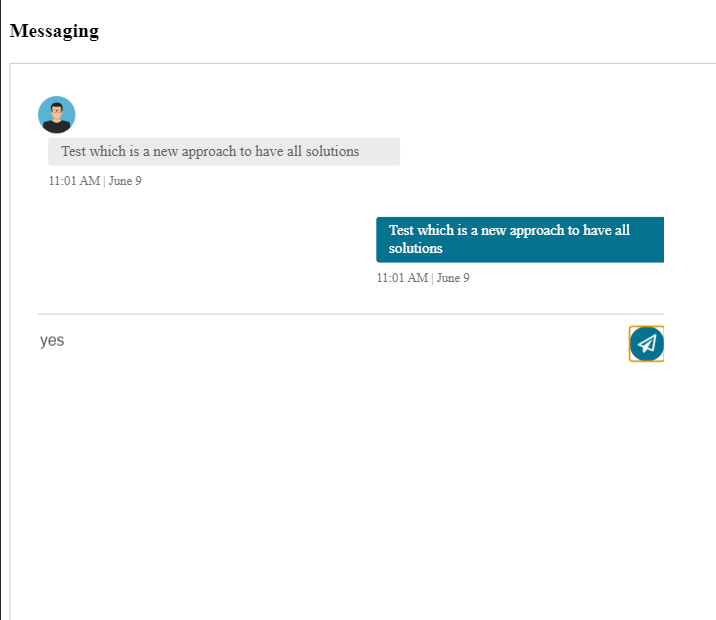 Messaging
Test which is a new approach to have all solutions
11:01 AM | June 9
Test which is a new approach to have all
solutions
11:01 AM | June 9
yes